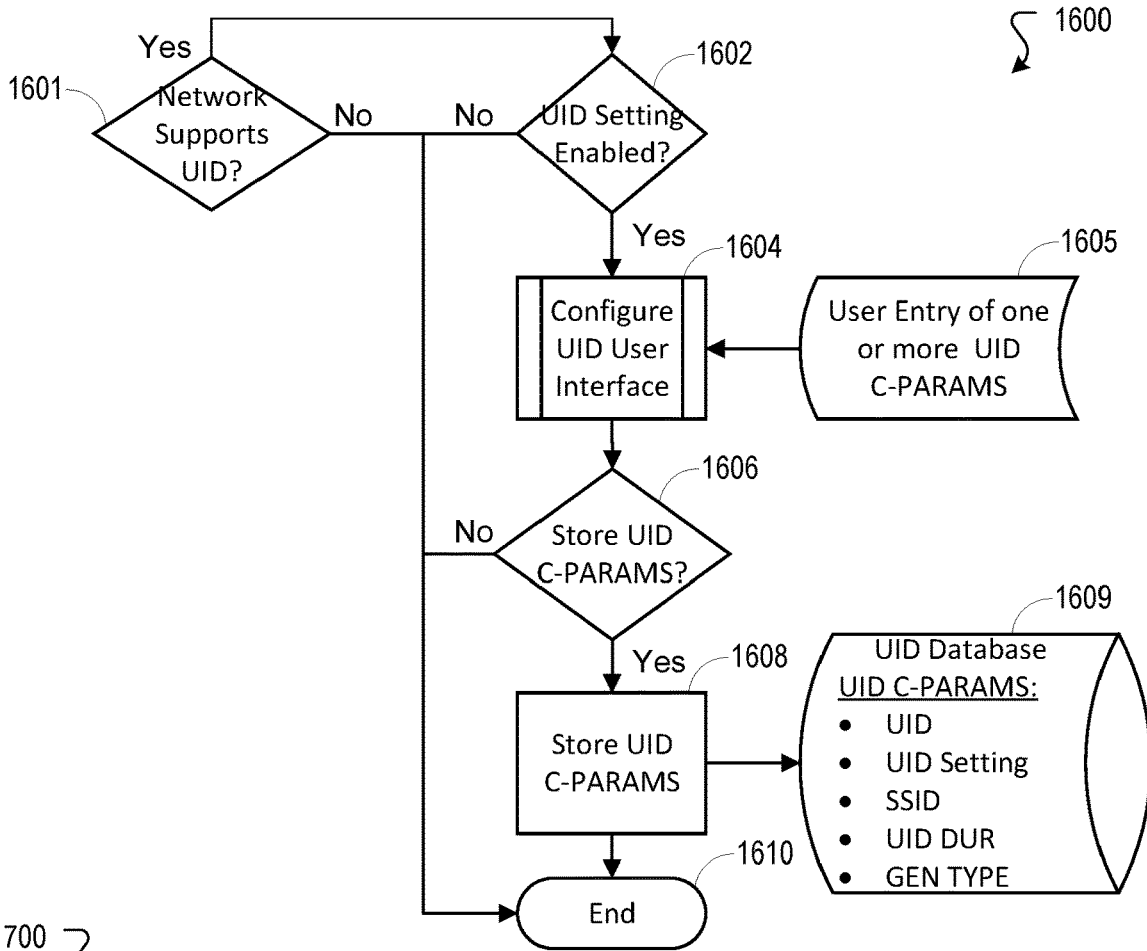 1600
Yes
1601
Network
Supports
UID?
No
No
1602
UID Setting
Enabled?
Yes
1604
Configure
UID User
Interface
1605
User Entry of one
or more UID
C-PARAMS
1606
Store UID
C-PARAMS?
No
Yes
1608
Store UID
C-PARAMS
1609
UID Database
UID C-PARAMS:
• UID
• UID Setting
• SSID
• UID DUR
• GEN TYPE
1610
End
700